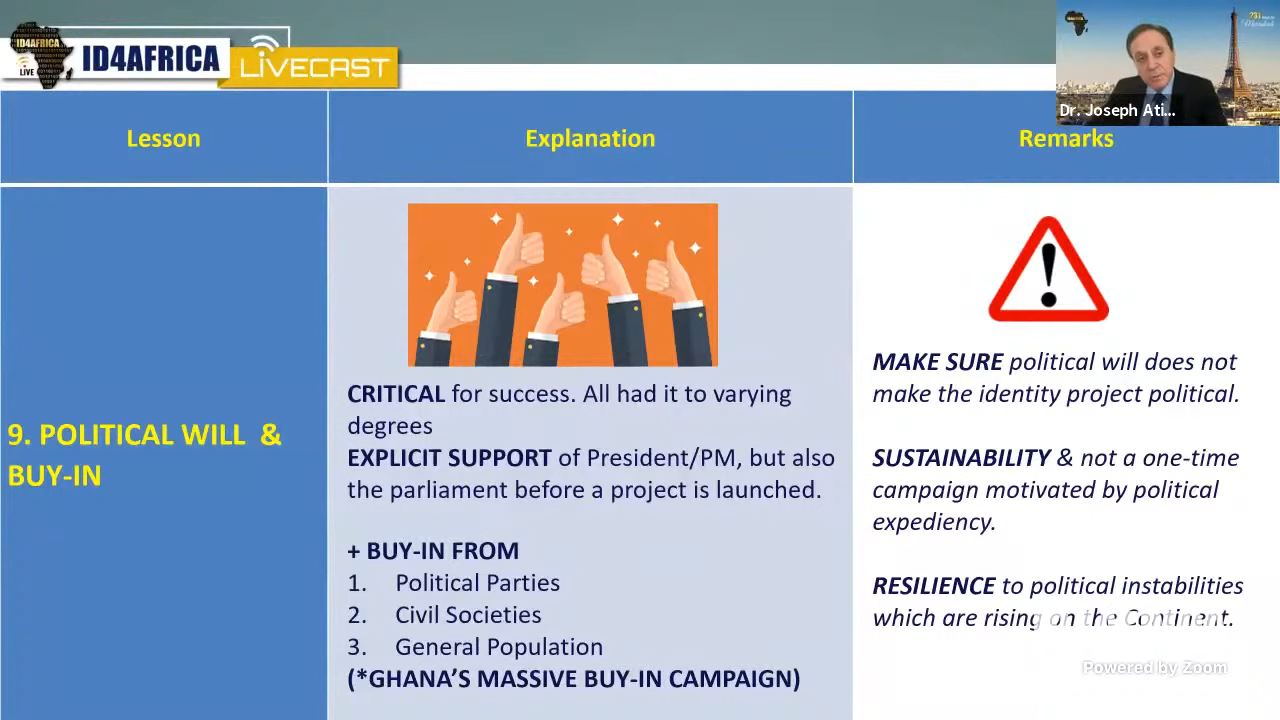 ID4AFRICA
LIVE
ID4AFRICA
LIVECAST
Dr. Joseph Ati...
Lesson
Explanation
Remarks
9. POLITICAL WILL &
BUY-IN
CRITICAL for success. All had it to varying
degrees
EXPLICIT SUPPORT of President/PM, but also
the parliament before a project is launched.
+ BUY-IN FROM
1. Political Parties
2. Civil Societies
3. General Population
(*GHANA’S MASSIVE BUY-IN CAMPAIGN)
MAKE SURE political will does not
make the identity project political.
SUSTAINABILITY & not a one-time
campaign motivated by political
expediency.
RESILIENCE to political instabilities
which are rising on the Continent.
Powered by Zoom